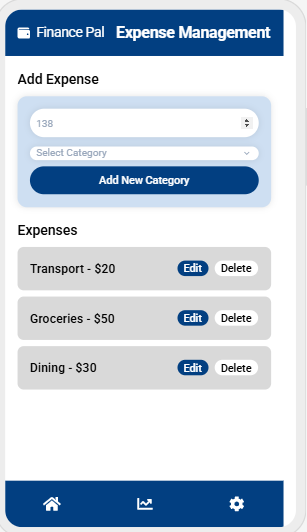 Finance Pal Expense Management
Add Expense
138
Select Category
Add New Category
Expenses
Transport - $20 Edit Delete
Groceries - $50 Edit Delete
Dining - $30 Edit Delete